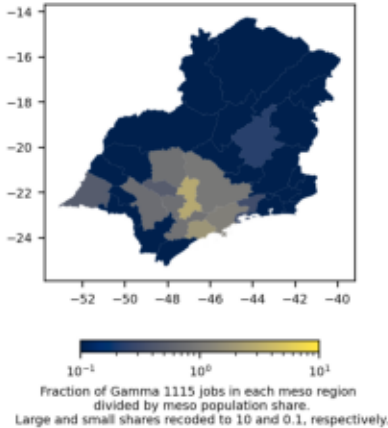 −14
−16
−18
−20
−22
−24
−52 −50 −48 −46 −44 −42 −40
10⁻¹ 10⁰ 10¹
Fraction of Gamma 1115 jobs in each meso region
divided by meso population share.
Large and small shares recoded to 10 and 0.1, respectively.